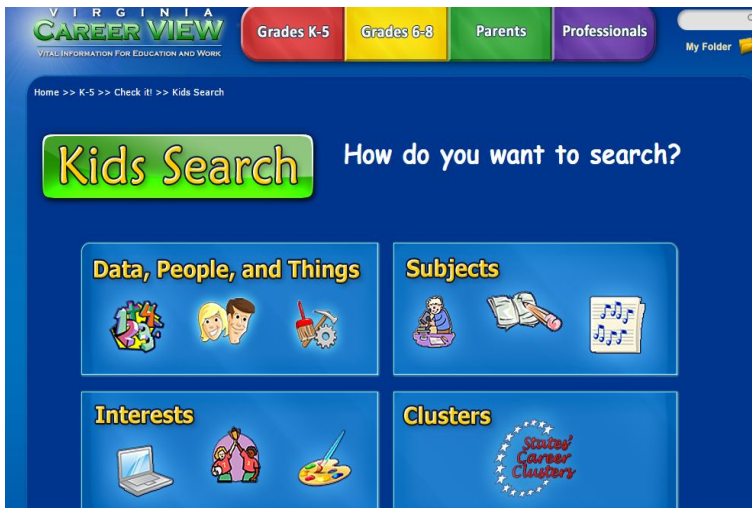 VIRGINIA
CAREER VIEW
VITAL INFORMATION FOR EDUCATION AND WORK
Grades K-5
Grades 6-8
Parents
Professionals
My Folder
Home >> K-5 >> Check it! >> Kids Search
Kids Search
How do you want to search?
Data, People, and Things
Subjects
Interests
Clusters
States'
Career
Clusters